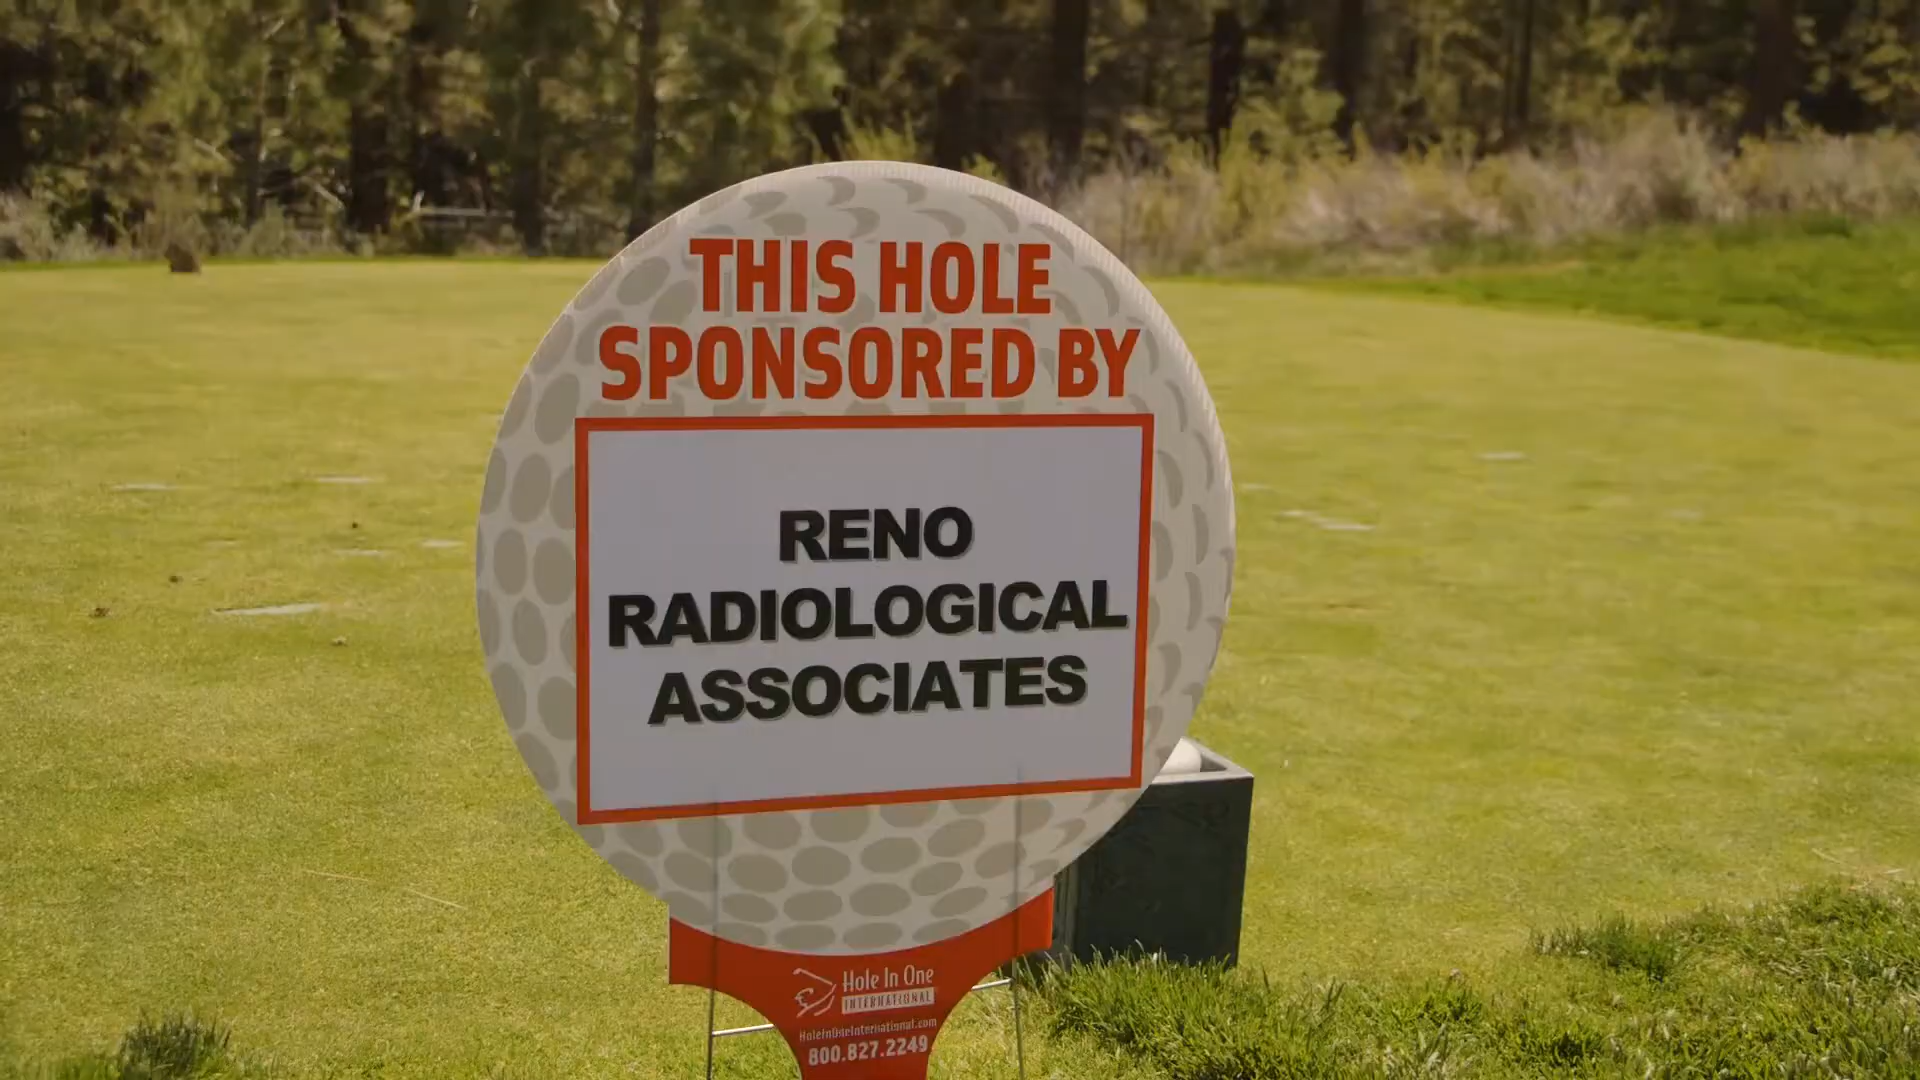 THIS HOLE
SPONSORED BY
RENO
RADIOLOGICAL
ASSOCIATES
Hole In One
INTERNATIONAL
HoleInOneInternational.com
800.827.2249